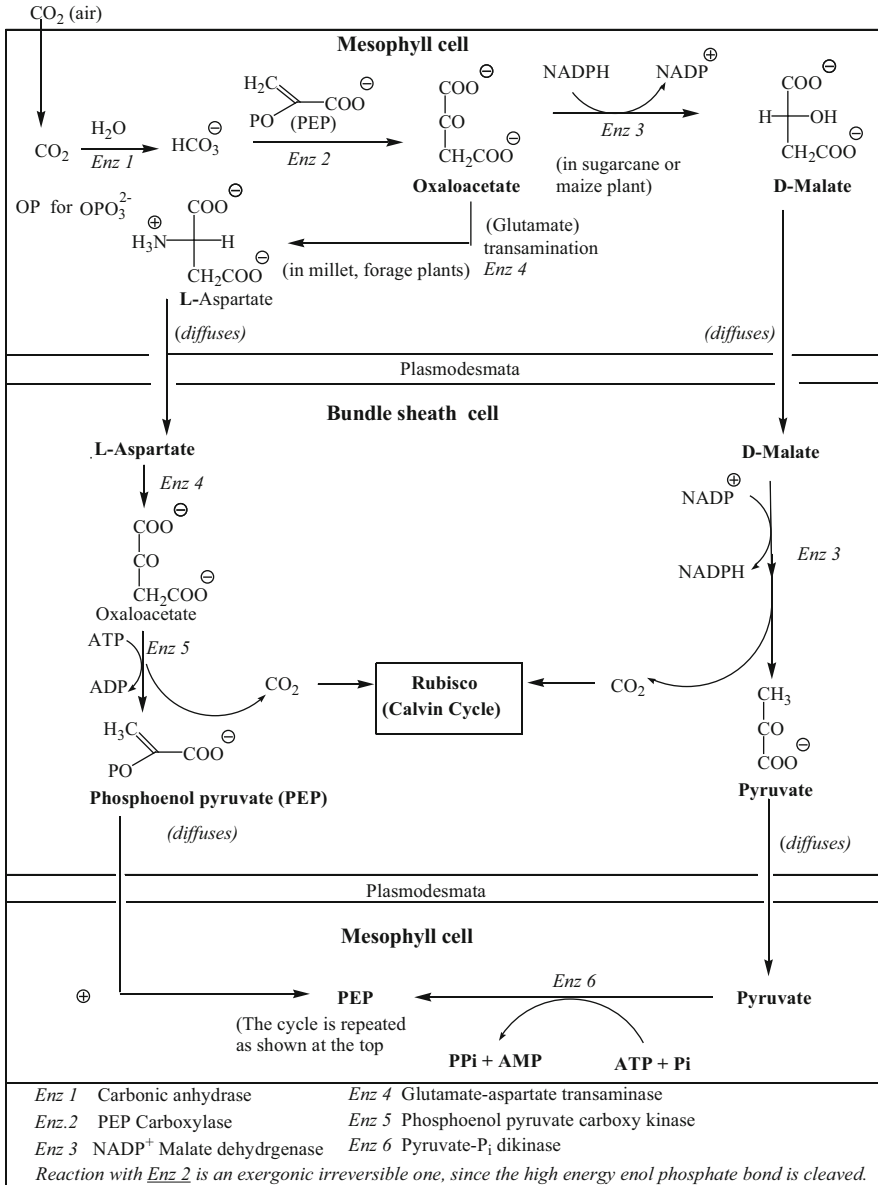 CO2 (air)
Mesophyll cell
H2C
COO⊖
PO
(PEP)
COO⊖
CO
CH2COO⊖
Oxaloacetate
NADPH
NADP⊕
Enz 3
(in sugarcane or
maize plant)
COO⊖
H OH
CH2COO⊖
D-Malate
CO2
H2O
Enz 1
HCO3⊖
Enz 2
OP for OPO3 2-
COO⊖
⊕
H3N H
CH2COO⊖
L-Aspartate
(in millet, forage plants)
(Glutamate)
transamination
Enz 4
(diffuses)
(diffuses)
Plasmodesmata
Bundle sheath cell
L-Aspartate
Enz 4
COO⊖
CO
CH2COO⊖
Oxaloacetate
ATP
Enz 5
ADP
CO2
H3C
COO⊖
PO
Phosphoenol pyruvate (PEP)
(diffuses)
Rubisco
(Calvin Cycle)
D-Malate
NADP⊕
Enz 3
NADPH
CO2
CH3
CO
COO⊖
Pyruvate
(diffuses)
Plasmodesmata
Mesophyll cell
⊕
PEP
Enz 6
Pyruvate
(The cycle is repeated
as shown at the top
PPi + AMP
ATP + Pi
Enz 1 Carbonic anhydrase
Enz.2 PEP Carboxylase
Enz 3 NADP+ Malate dehydrgenase
Enz 4 Glutamate-aspartate transaminase
Enz 5 Phosphoenol pyruvate carboxy kinase
Enz 6 Pyruvate-Pi dikinase
Reaction with Enz 2 is an exergonic irreversible one, since the high energy enol phosphate bond is cleaved.